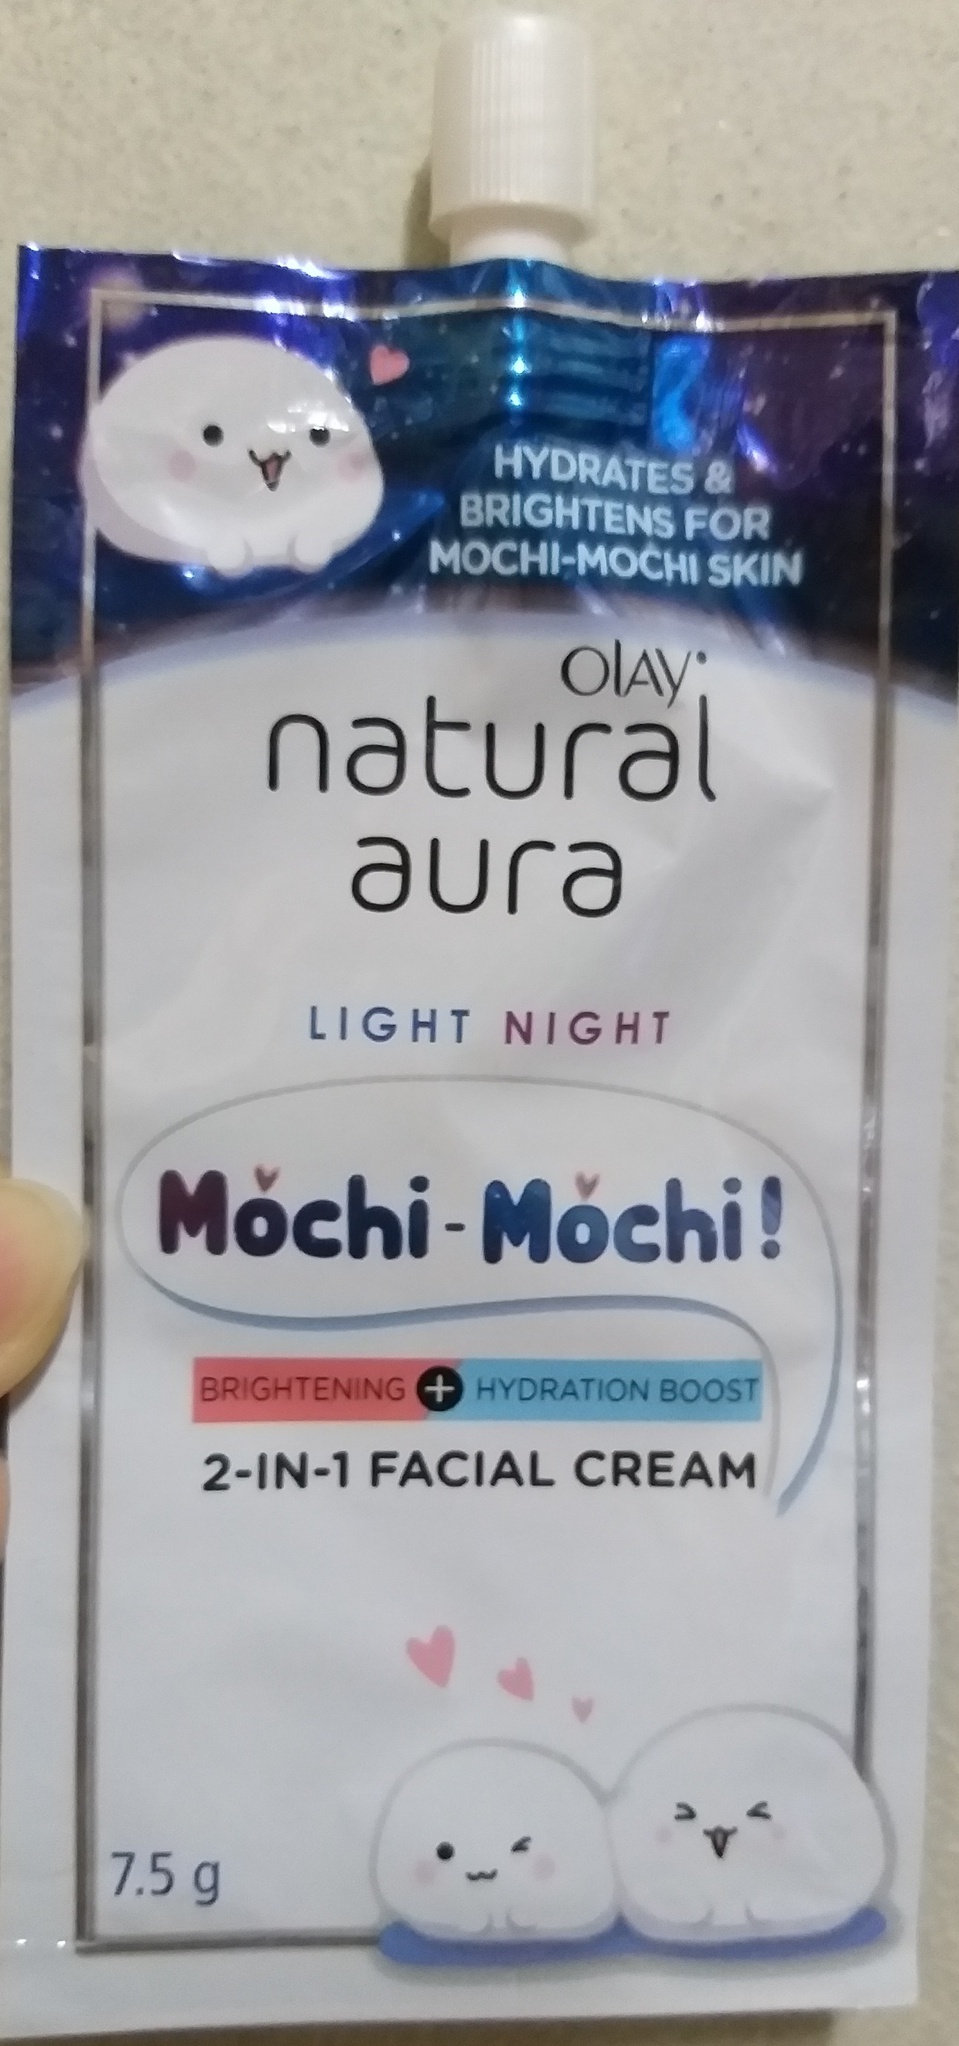 HYDRATES &
BRIGHTENS FOR
MOCHI-MOCHI SKIN
OLAY
natural
aura
LIGHT NIGHT
Mochi-Mochi!
BRIGHTENING + HYDRATION BOOST
2-IN-1 FACIAL CREAM
7.5 g